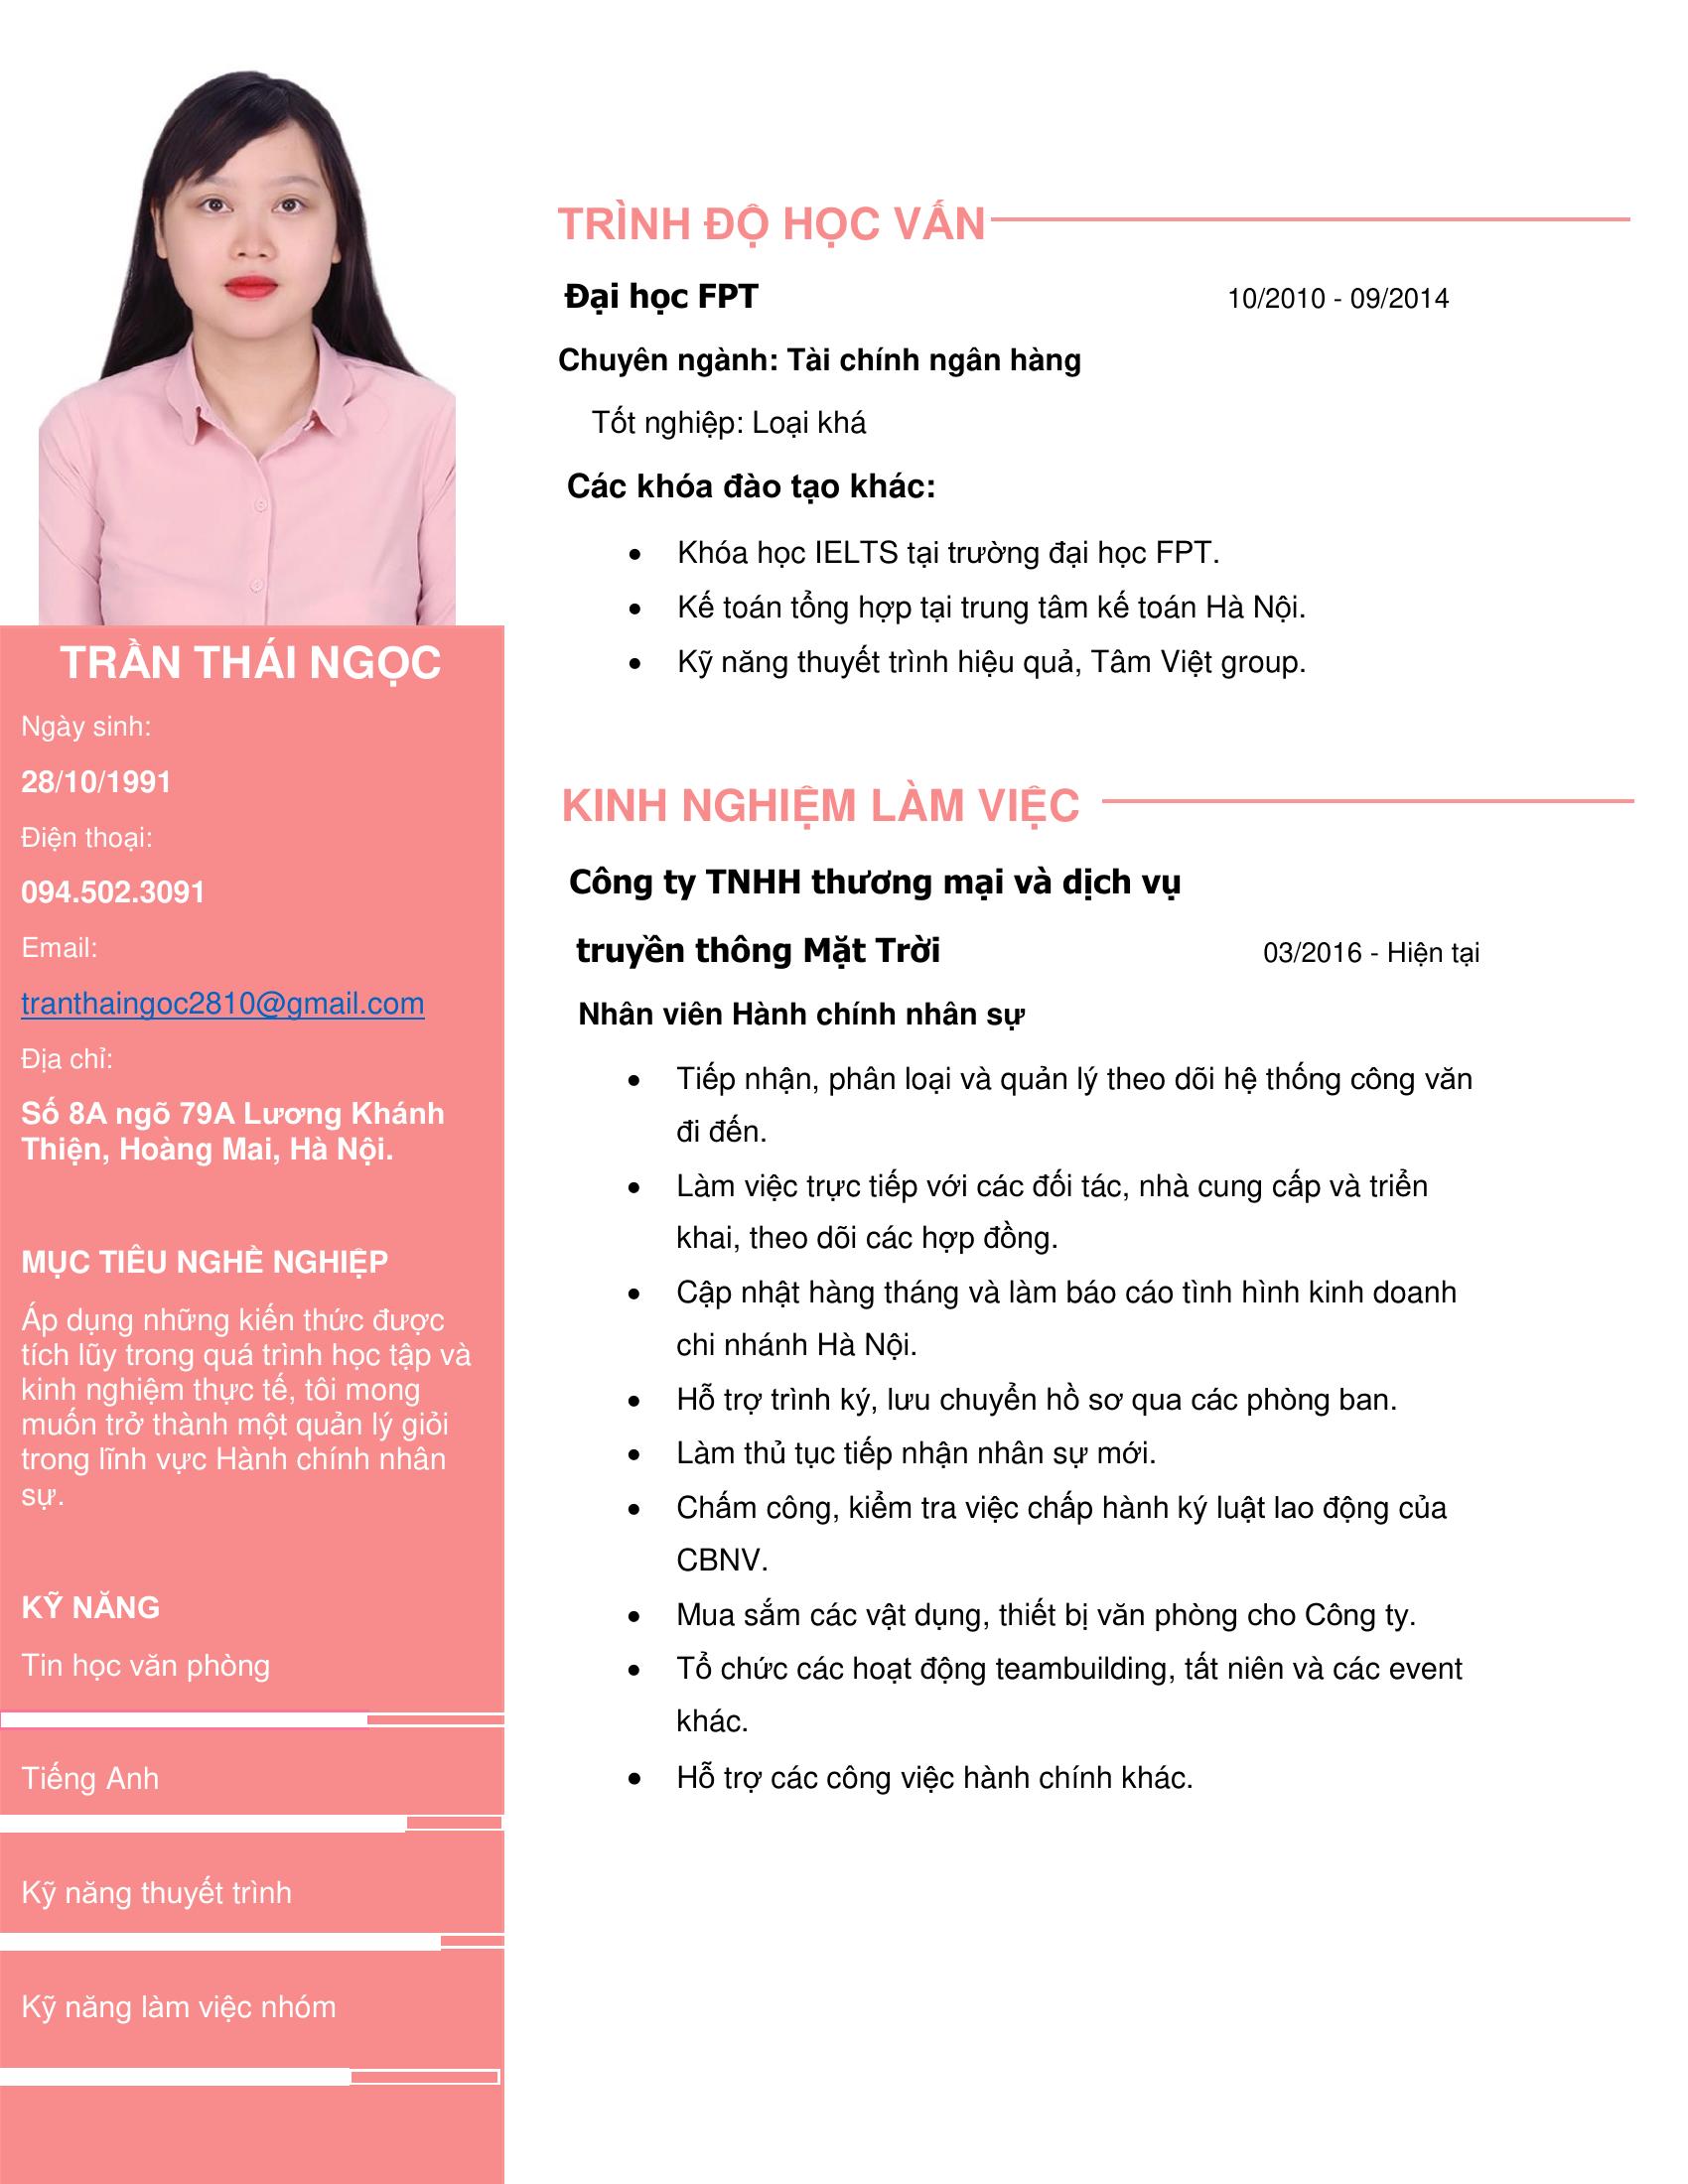 TRẦN THÁI NGỌC
Ngày sinh:
28/10/1991
Điện thoại:
094.502.3091
Email:
tranthaingoc2810@gmail.com
Địa chỉ:
Số 8A ngõ 79A Lương Khánh
Thiện, Hoàng Mai, Hà Nội.
MỤC TIÊU NGHỀ NGHIỆP
Áp dụng những kiến thức được
tích lũy trong quá trình học tập và
kinh nghiệm thực tế, tôi mong
muốn trở thành một quản lý giỏi
trong lĩnh vực Hành chính nhân
sự.
KỸ NĂNG
Tin học văn phòng
Tiếng Anh
Kỹ năng thuyết trình
Kỹ năng làm việc nhóm
TRÌNH ĐỘ HỌC VẤN
Đại học FPT 10/2010 - 09/2014
Chuyên ngành: Tài chính ngân hàng
Tốt nghiệp: Loại khá
Các khóa đào tạo khác:
• Khóa học IELTS tại trường đại học FPT.
• Kế toán tổng hợp tại trung tâm kế toán Hà Nội.
• Kỹ năng thuyết trình hiệu quả, Tâm Việt group.
KINH NGHIỆM LÀM VIỆC
Công ty TNHH thương mại và dịch vụ
truyền thông Mặt Trời 03/2016 - Hiện tại
Nhân viên Hành chính nhân sự
• Tiếp nhận, phân loại và quản lý theo dõi hệ thống công văn
đi đến.
• Làm việc trực tiếp với các đối tác, nhà cung cấp và triển
khai, theo dõi các hợp đồng.
• Cập nhật hàng tháng và làm báo cáo tình hình kinh doanh
chi nhánh Hà Nội.
• Hỗ trợ trình ký, lưu chuyển hồ sơ qua các phòng ban.
• Làm thủ tục tiếp nhận nhân sự mới.
• Chấm công, kiểm tra việc chấp hành ký luật lao động của
CBNV.
• Mua sắm các vật dụng, thiết bị văn phòng cho Công ty.
• Tổ chức các hoạt động teambuilding, tất niên và các event
khác.
• Hỗ trợ các công việc hành chính khác.